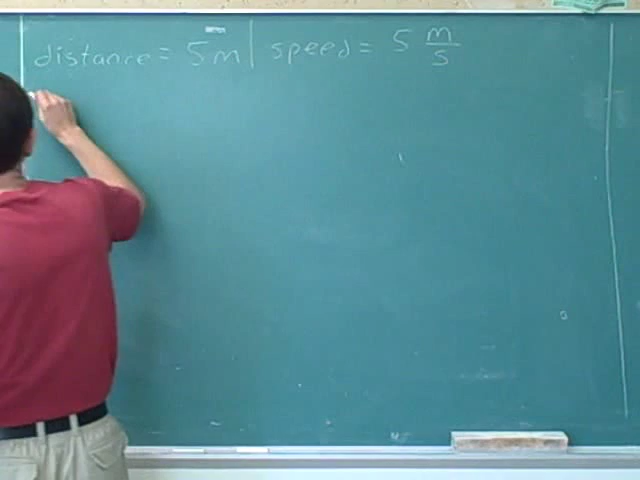 distance = 5m | speed = 5 m/s